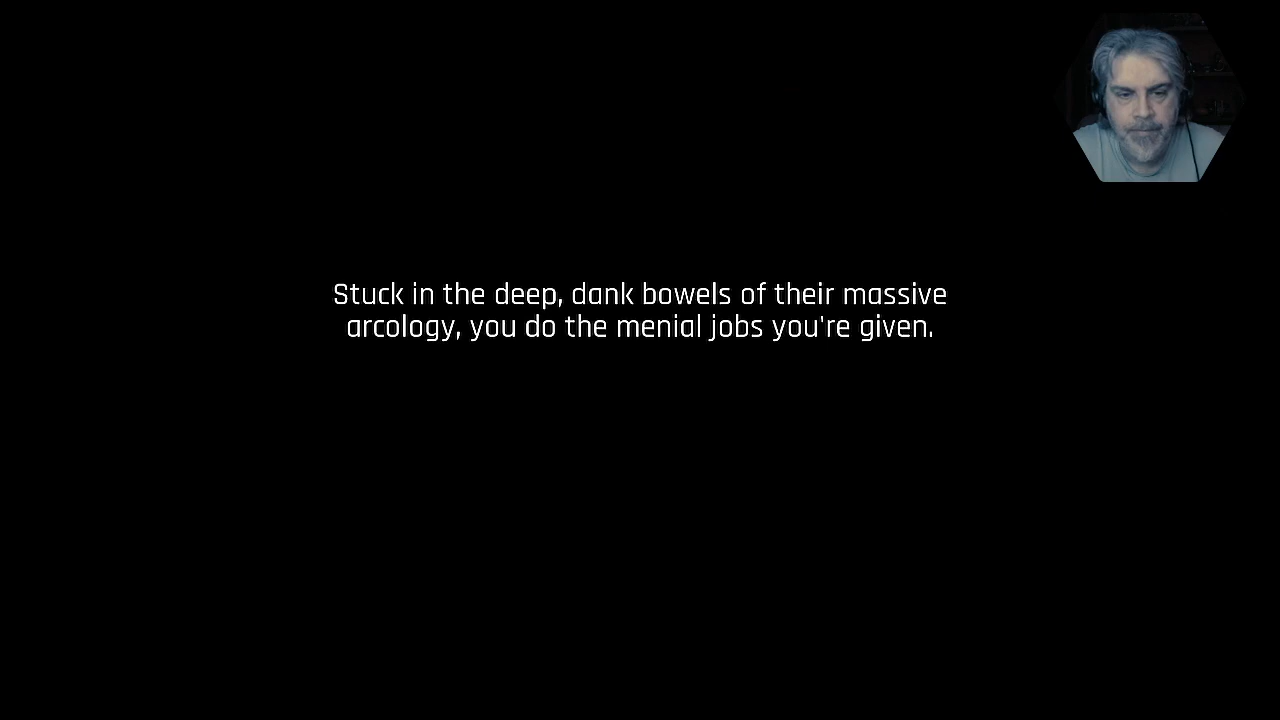 Stuck in the deep, dank bowels of their massive
arcology, you do the menial jobs you're given.